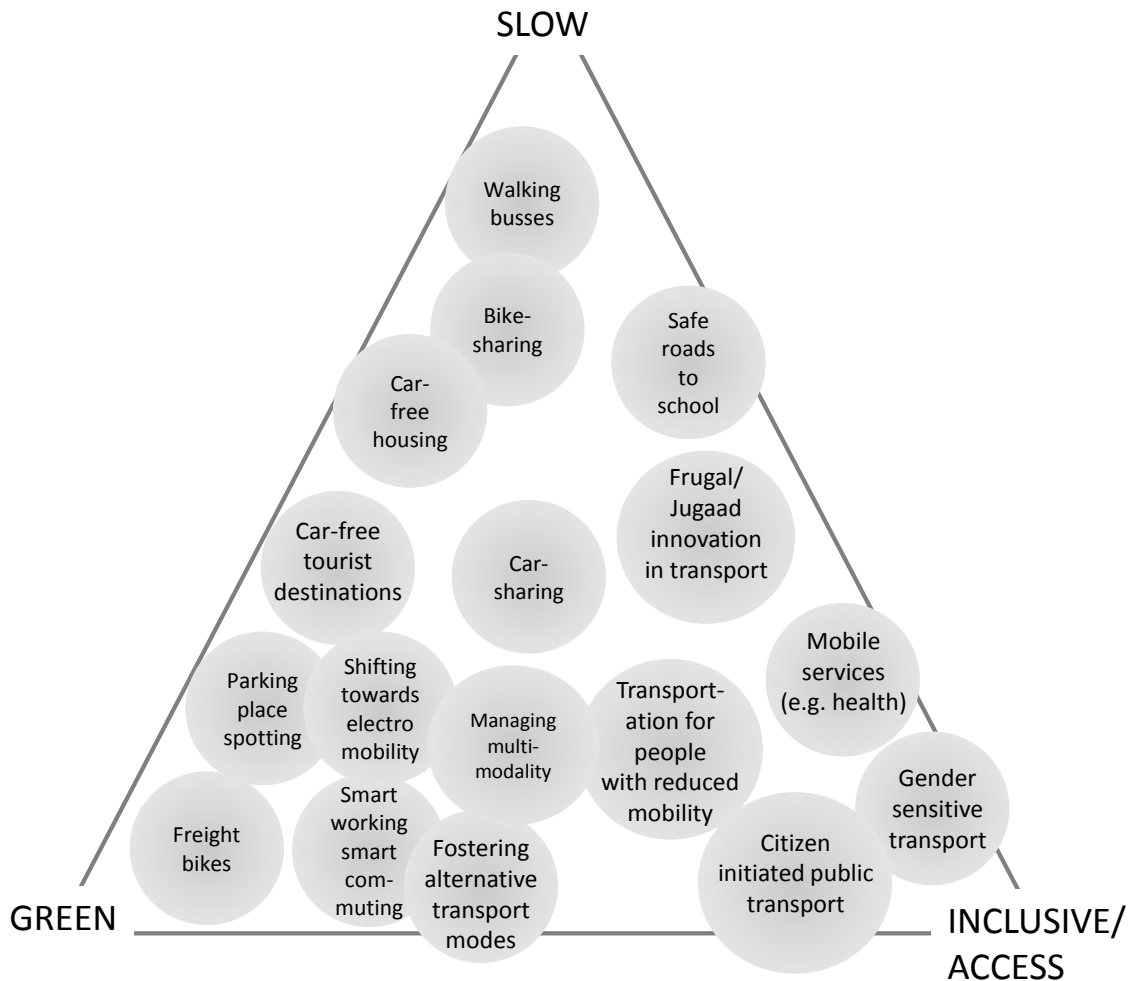 SLOW
Walking
busses
Bike-
sharing
Safe
roads
to
school
Car-
free
housing
Frugal/
Jugaad
innovation
in transport
Car-free
tourist
destinations
Car-
sharing
Mobile
services
(e.g. health)
Parking
place
spotting
Shifting
towards
electro
mobility
Managing
multi-
modality
Transport-
ation for
people
with reduced
mobility
Gender
sensitive
transport
Freight
bikes
Smart
working
smart
com-
muting
Fostering
alternative
transport
modes
Citizen
initiated public
transport
GREEN
INCLUSIVE/
ACCESS